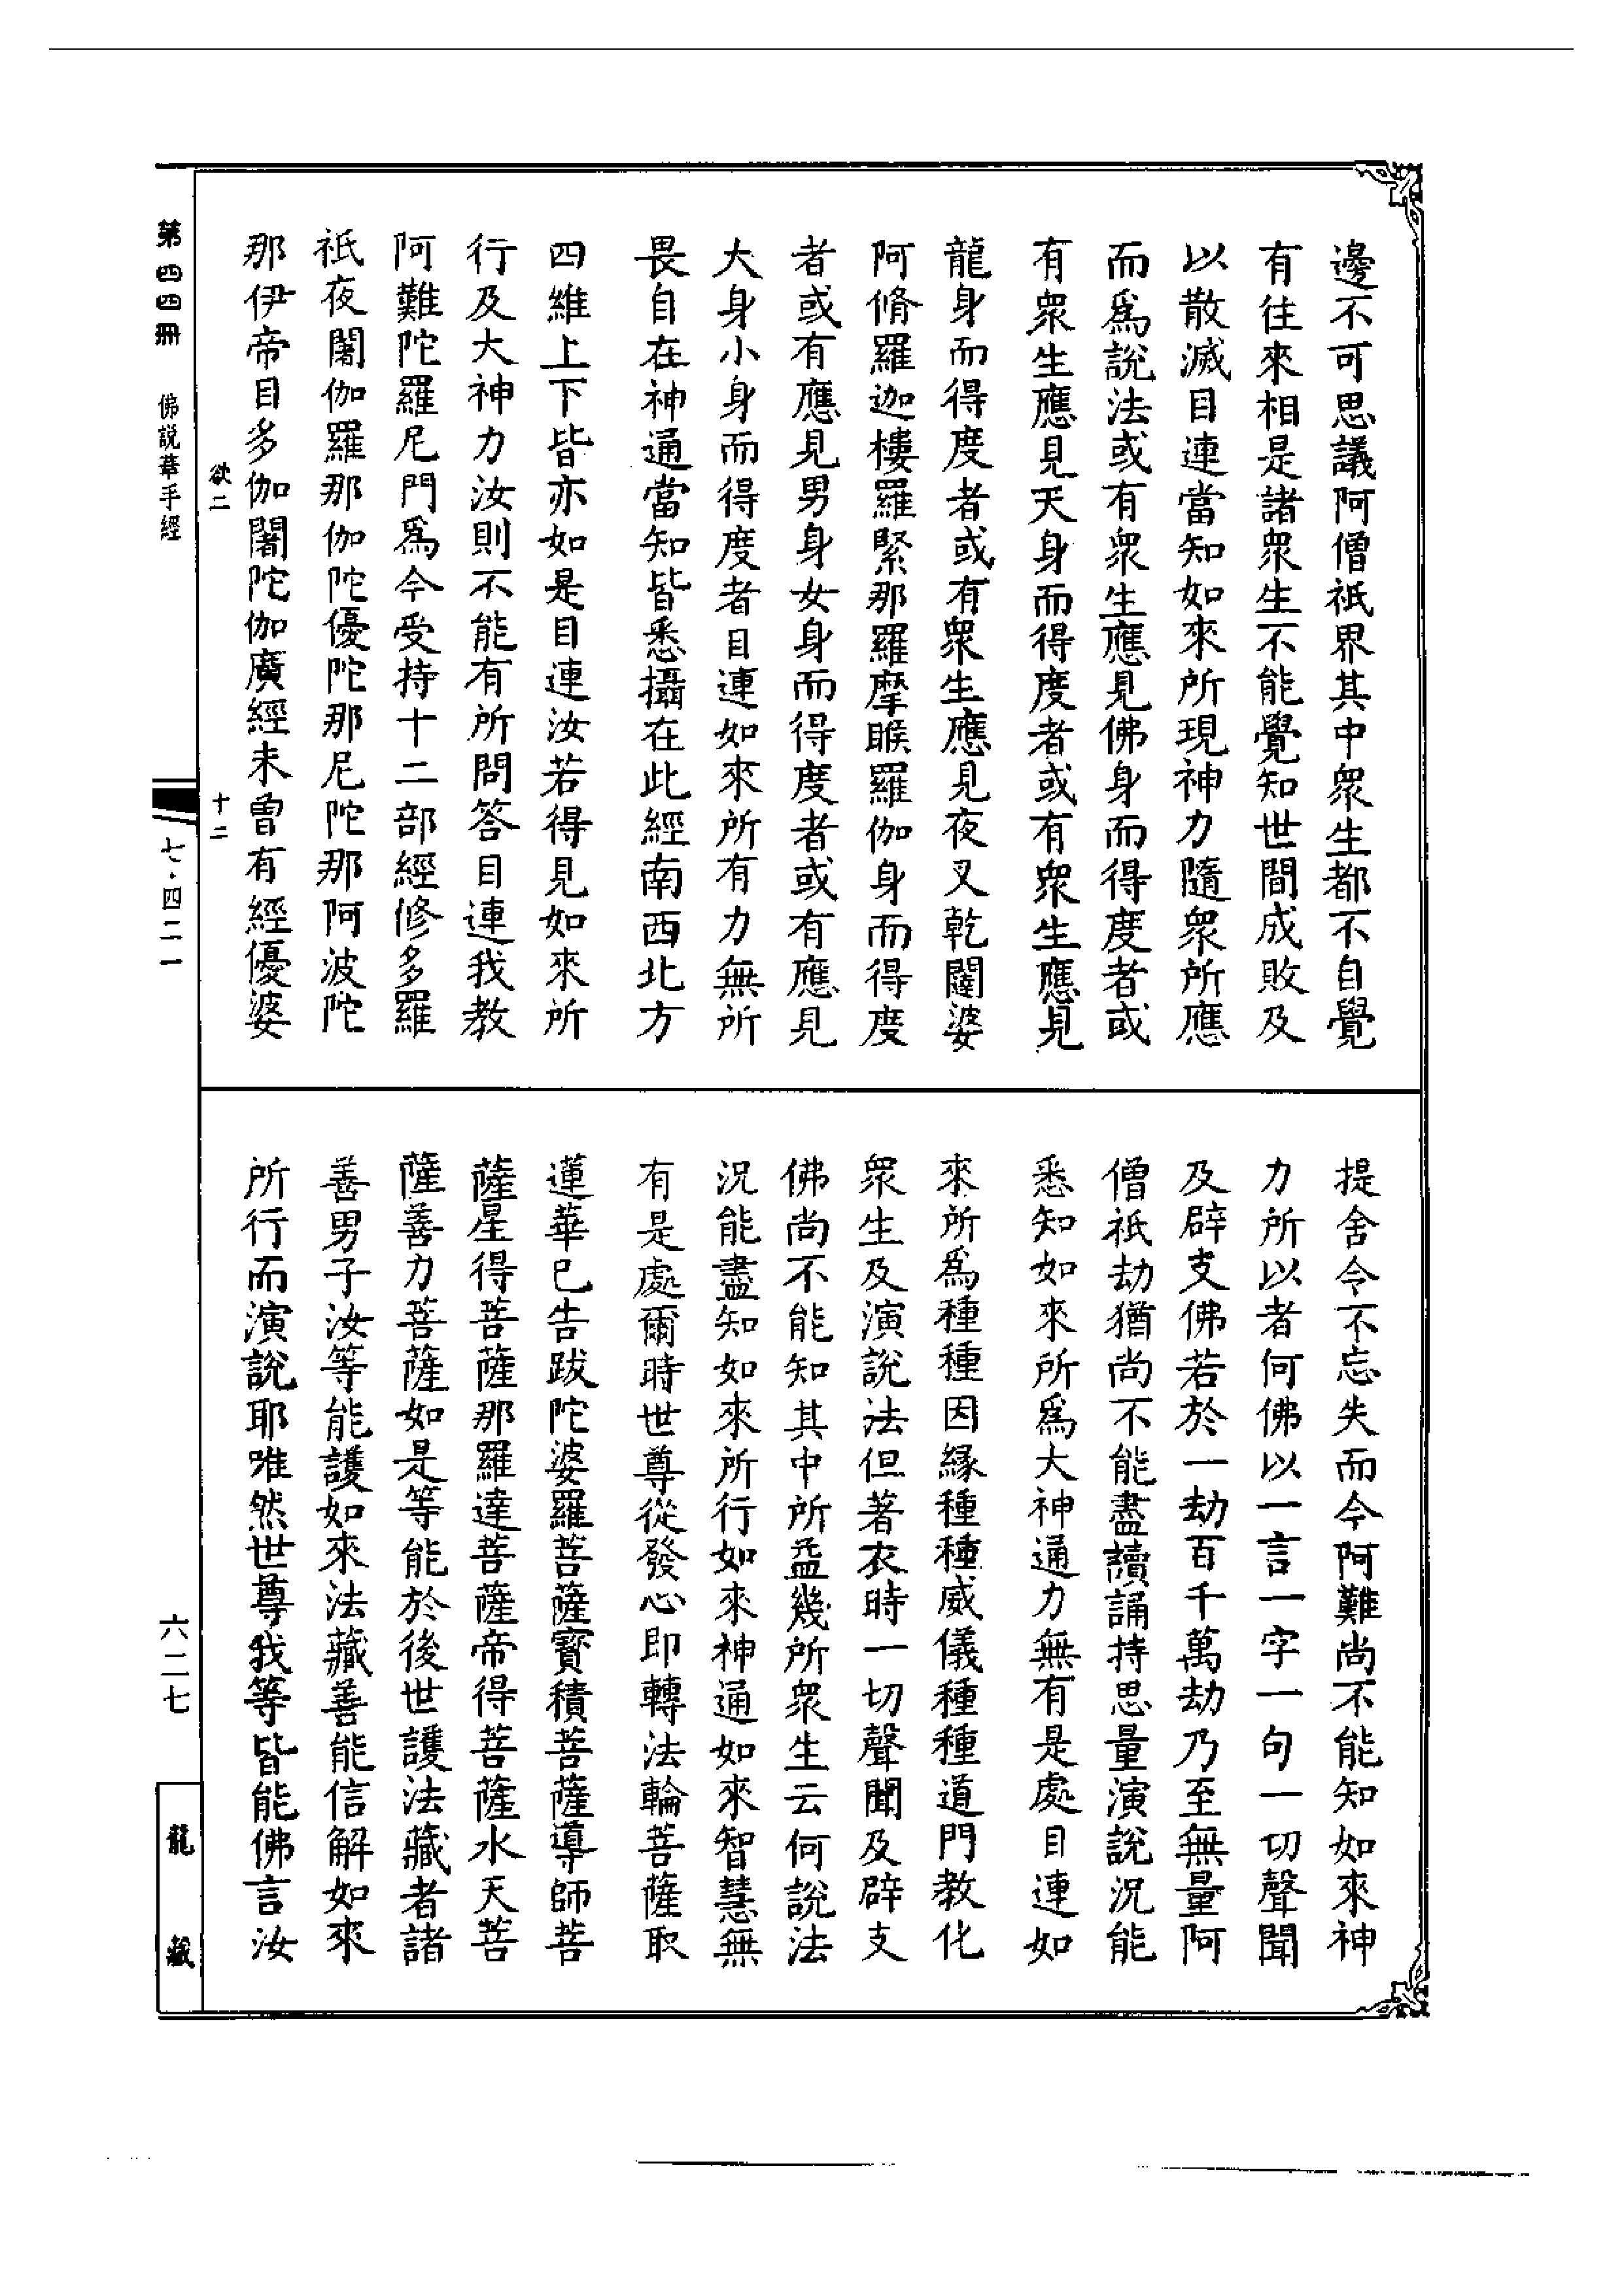 邊不可思議阿僧祇界其中衆生都不自覺
有往來相是諸衆生不能覺知世間成敗及
以散滅目連當知如來所現神力隨衆所應
而爲說法或有衆生應見佛身而得度者或
有衆生應見天身而得度者或有衆生應見
龍身而得度者或有衆生應見夜叉乾闥婆
阿脩羅迦樓羅緊那羅摩睺羅伽身而得度
者或有應見男身女身而得度者或有應見
大身小身而得度者目連如來所有力無所
畏自在神通當知皆悉攝在此經南西北方
四維上下皆亦如是目連汝若得見如來所
行及大神力汝則不能有所問答目連我教
阿難陀羅尼門爲今受持十二部經修多羅
祇夜闍伽羅那伽陀優陀那尼陀那阿波陀
那伊帝目多伽闍陀伽廣經未曾有經優婆
提舍令不忘失而今阿難尚不能知如來神
力所以者何佛以一言一字一句一切聲聞
及辟支佛若於一劫百千萬劫乃至無量阿
僧祇劫猶尚不能盡讀誦持思量演說況能
悉知如來所爲大神通力無有是處目連如
來所爲種種因緣種種威儀種種道門教化
衆生及演說法但著衣時一切聲聞及辟支
佛尚不能知其中所益幾所衆生云何說法
況能盡知如來所行如來神通如來智慧無
有是處爾時世尊從發心即轉法輪菩薩取
蓮華已告跋陀婆羅菩薩寶積菩薩導師菩
薩星得菩薩那羅達菩薩帝得菩薩水天菩
薩善力菩薩如是等能於後世護法藏者諸
善男子汝等能護如來法藏善能信解如來
所行而演說耶唯然世尊我等皆能佛言汝
欲二
十二
第四四冊
佛説華手經
七·四二一
六二七
龍藏